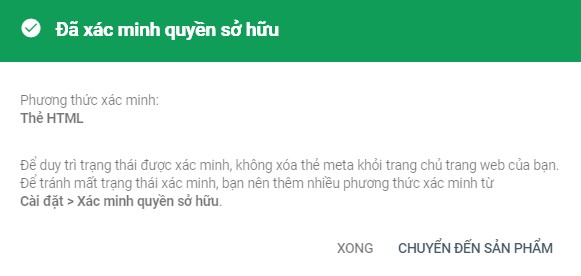 Đã xác minh quyền sở hữu
Phương thức xác minh:
Thẻ HTML
Để duy trì trạng thái được xác minh, không xóa thẻ meta khỏi trang chủ trang web của bạn.
Để tránh mất trạng thái xác minh, bạn nên thêm nhiều phương thức xác minh từ
Cài đặt > Xác minh quyền sở hữu.
XONG CHUYỂN ĐẾN SẢN PHẨM